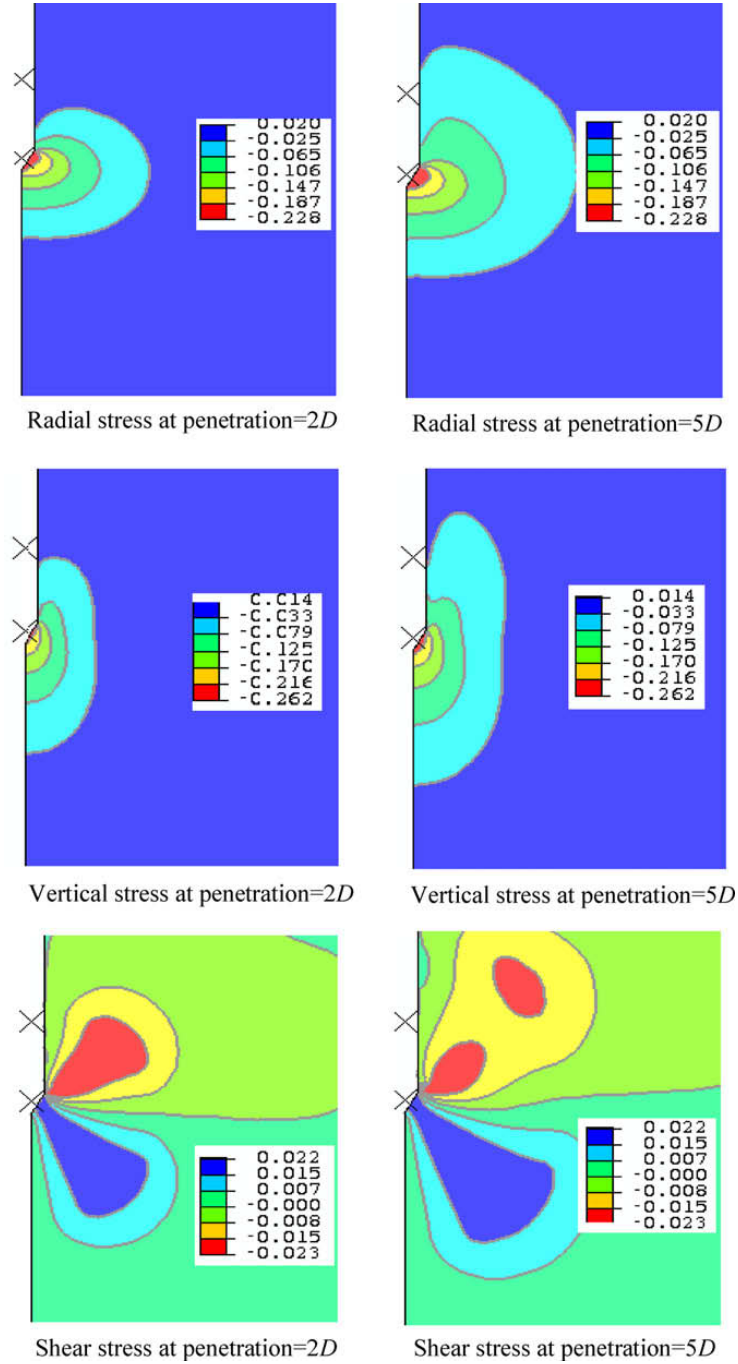 0.020
-0.025
-0.065
-0.106
-0.147
-0.187
-0.228
0.020
-0.025
-0.065
-0.106
-0.147
-0.187
-0.228
Radial stress at penetration=2D
Radial stress at penetration=5D
C.C14
-C.C33
-C.C79
-C.125
-C.17C
-C.216
-C.262
0.014
-0.033
-0.079
-0.125
-0.170
-0.216
-0.262
Vertical stress at penetration=2D
Vertical stress at penetration=5D
0.022
0.015
0.007
-0.000
-0.008
-0.015
-0.023
0.022
0.015
0.007
-0.000
-0.008
-0.015
-0.023
Shear stress at penetration=2D
Shear stress at penetration=5D